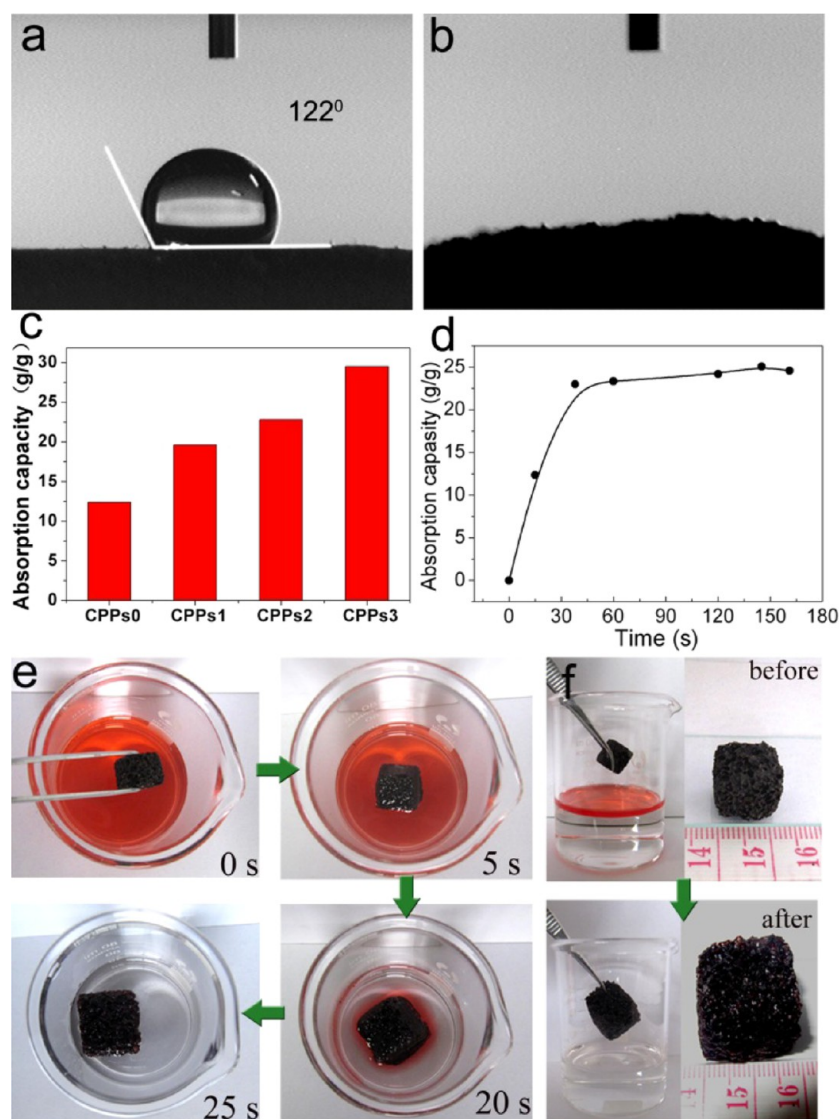 a
122⁰
b
c
Absorption capacity (g/g)
30
25
20
15
10
5
0
CPPs0
CPPs1
CPPs2
CPPs3
d
Absorption capasity (g/g)
25
20
15
10
5
0
0
30
60
90
120
150
180
Time (s)
e
0 s
5 s
25 s
20 s
f
before
14
15
16
after
15
16